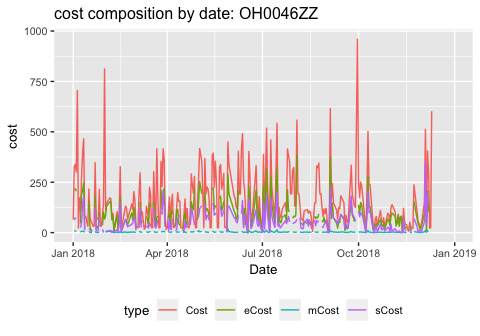 cost composition by date: OH0046ZZ
1000
750
500
250
0
cost
Jan 2018
Apr 2018
Jul 2018
Oct 2018
Jan 2019
Date
type
Cost
eCost
mCost
sCost